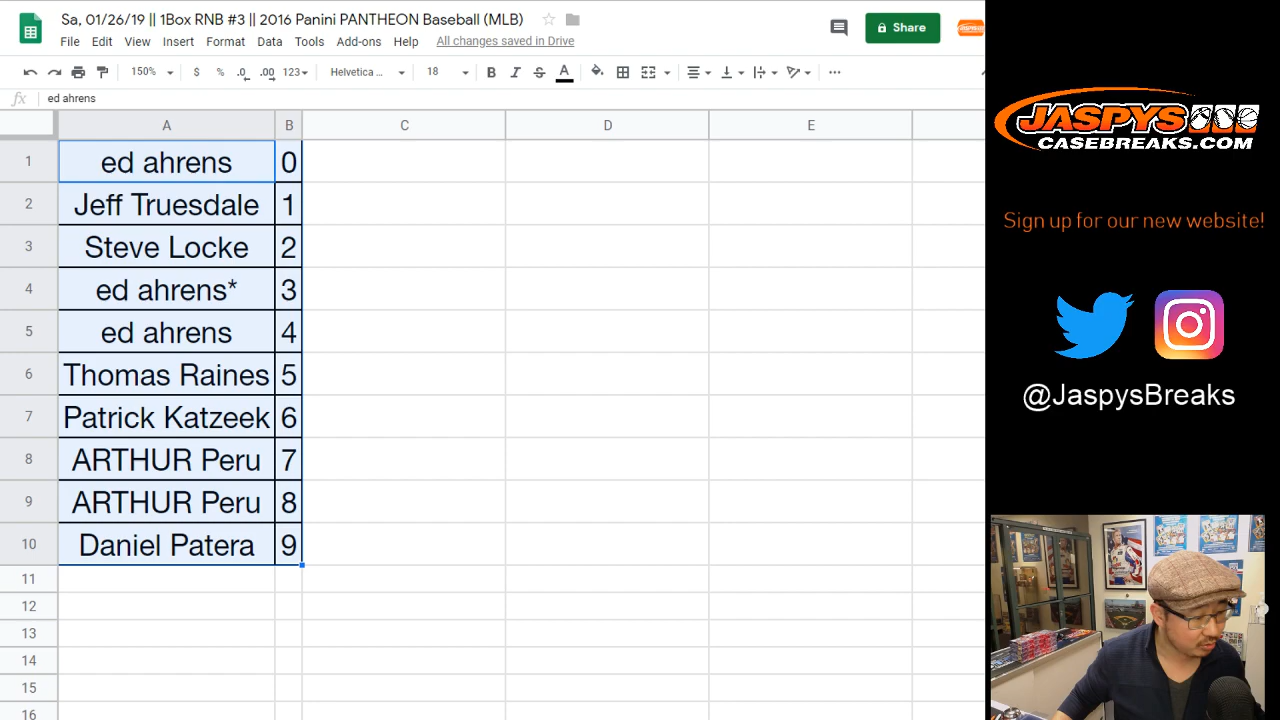 Sa, 01/26/19 || 1Box RNB #3 || 2016 Panini PANTHEON Baseball (MLB)
File Edit View Insert Format Data Tools Add-ons Help All changes saved in Drive
Share
150% $ % .0 .00 123 Helvetica ... 18 B I S A
fx ed ahrens
A B C D E
1 ed ahrens 0
2 Jeff Truesdale 1
3 Steve Locke 2
4 ed ahrens* 3
5 ed ahrens 4
6 Thomas Raines 5
7 Patrick Katzeek 6
8 ARTHUR Peru 7
9 ARTHUR Peru 8
10 Daniel Patera 9
11
12
13
14
15
16
JASPYS
CASEBREAKS.COM
Sign up for our new website!
@JaspysBreaks